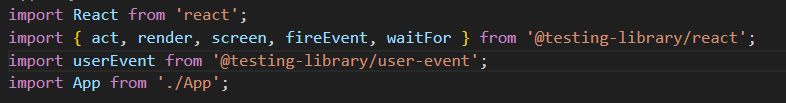 import React from 'react';
import { act, render, screen, fireEvent, waitFor } from '@testing-library/react';
import userEvent from '@testing-library/user-event';
import App from './App';